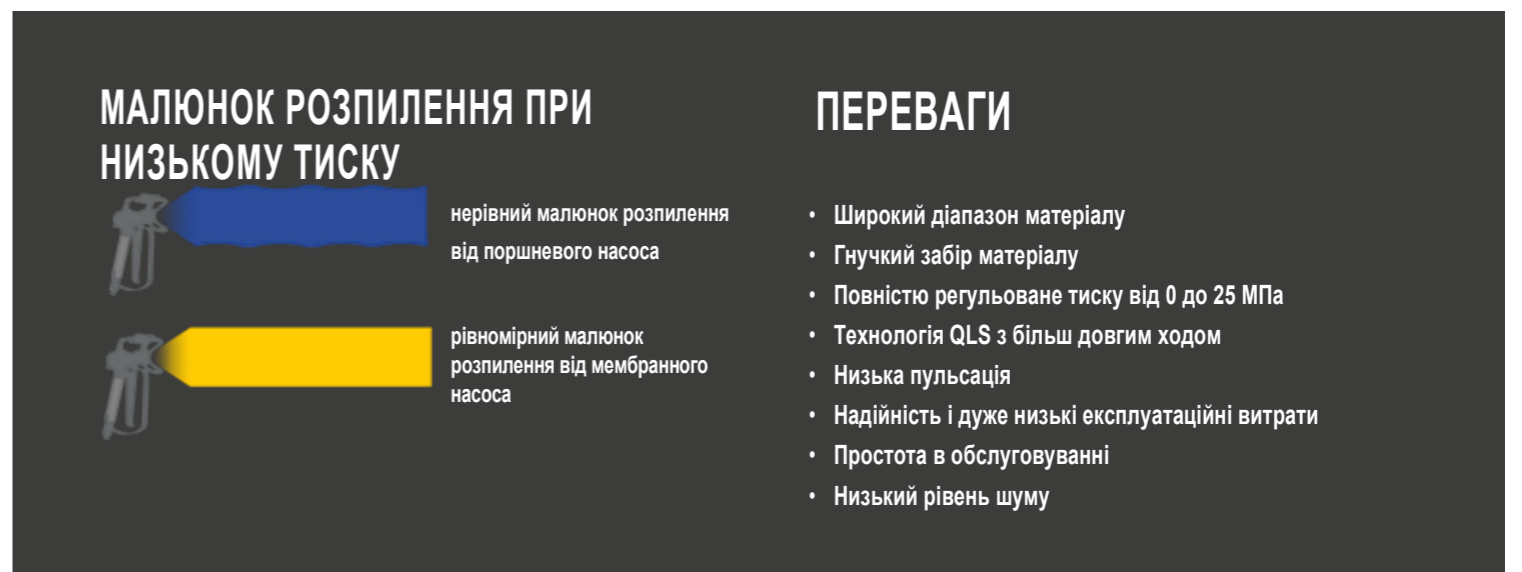 МАЛЮНОК РОЗПИЛЕННЯ ПРИ
НИЗЬКОМУ ТИСКУ
нерівний малюнок розпилення
від поршневого насоса
рівномірний малюнок
розпилення від мембранного
насоса
ПЕРЕВАГИ
• Широкий діапазон матеріалу
• Гнучкий забір матеріалу
• Повністю регульоване тиску від 0 до 25 МПа
• Технологія QLS з більш довгим ходом
• Низька пульсація
• Надійність і дуже низькі експлуатаційні витрати
• Простота в обслуговуванні
• Низький рівень шуму